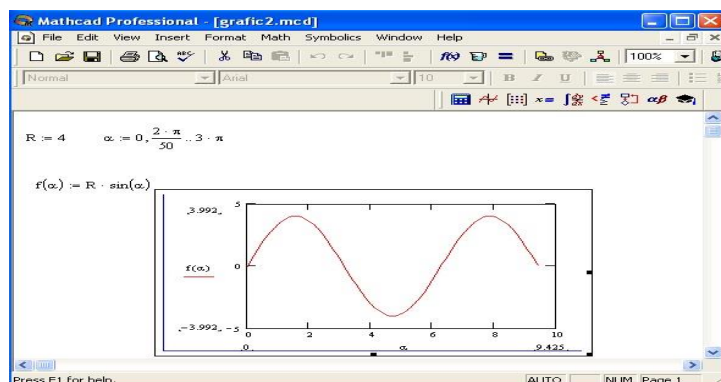 Mathcad Professional - [grafic2.mcd]
File Edit View Insert Format Math Symbolics Window Help
100%
Normal Arial 10 B I U
R := 4 α := 0, 2 · π / 50 .. 3 · π
f(α) := R · sin(α)
,3.992, 5
f(α) 0
,−3.992, −5
0 2 4 6 8 10
,0, α ,9.425,
Press F1 for help. AUTO NUM Page 1